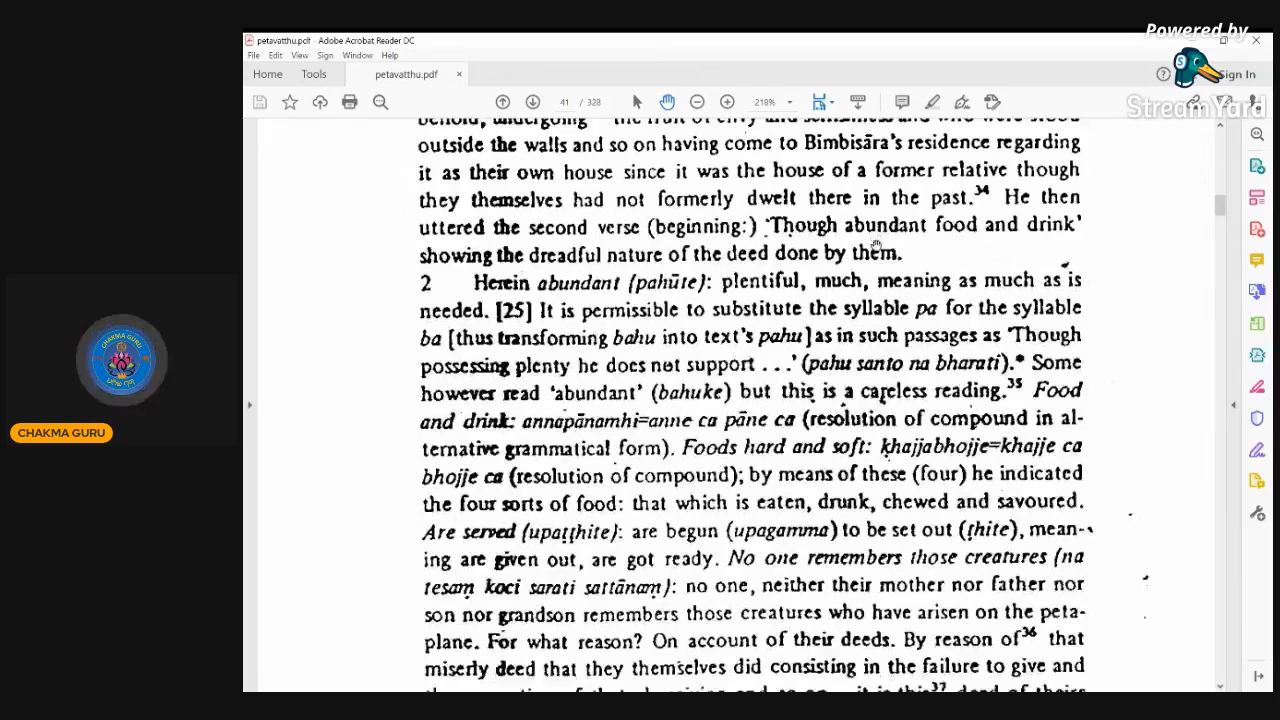 Powered by
StreamYard
petavatthu.pdf - Adobe Acrobat Reader DC
File Edit View Sign Window Help
Home Tools petavatthu.pdf × Sign In
41 / 328 218%
outside the walls and so on having come to Bimbisāra's residence regarding
it as their own house since it was the house of a former relative though
they themselves had not formerly dwelt there in the past.34 He then
uttered the second verse (beginning:) 'Though abundant food and drink'
showing the dreadful nature of the deed done by them.
2 Herein abundant (pahūte): plentiful, much, meaning as much as is
needed. [25] It is permissible to substitute the syllable pa for the syllable
ba [thus transforming bahu into text's pahu] as in such passages as 'Though
possessing plenty he does not support . . .' (pahu santo na bharati).* Some
however read 'abundant' (bahuke) but this is a careless reading.35 Food
and drink: annapānamhi=anne ca pāne ca (resolution of compound in al-
ternative grammatical form). Foods hard and soft: khajjabhojje=khajje ca
bhojje ca (resolution of compound); by means of these (four) he indicated
the four sorts of food: that which is eaten, drunk, chewed and savoured.
Are served (upaṭṭhite): are begun (upagamma) to be set out (ṭhite), mean-
ing are given out, are got ready. No one remembers those creatures (na
tesaṃ koci sarati sattānaṃ): no one, neither their mother nor father nor
son nor grandson remembers those creatures who have arisen on the peta-
plane. For what reason? On account of their deeds. By reason of36 that
miserly deed that they themselves did consisting in the failure to give and
CHAKMA GURU
CHAKMA GURU